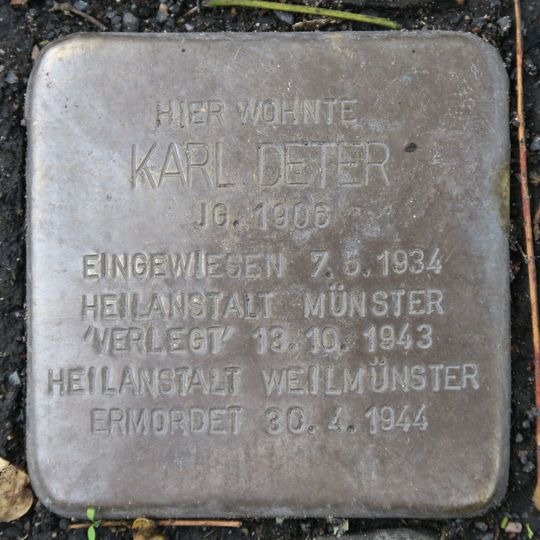 HIER WOHNTE
KARL DETER
JG. 1906
EINGEWIESEN 7.5.1934
HEILANSTALT MÜNSTER
'VERLEGT' 13.10.1943
HEILANSTALT WEILMÜNSTER
ERMORDET 30.4.1944